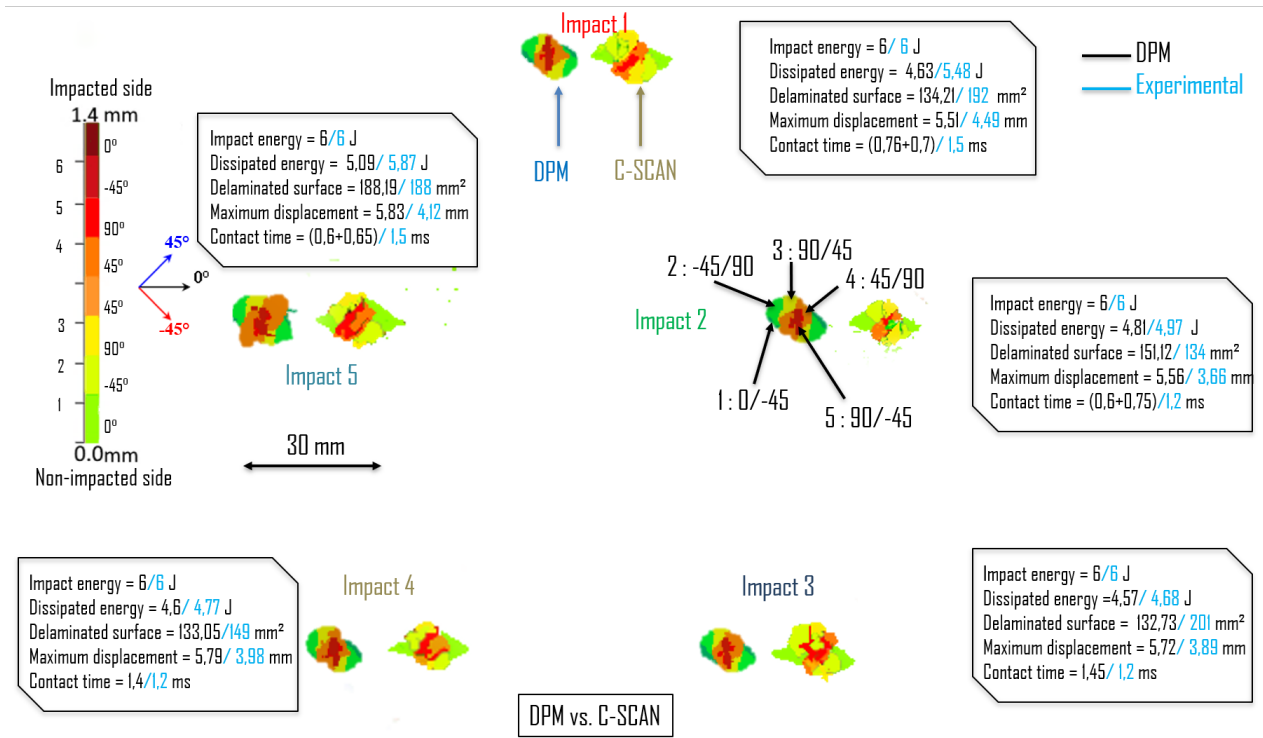 Impact 1
DPM
C-SCAN
Impact energy = 6/ 6 J
Dissipated energy = 4,63/5,48 J
Delaminated surface = 134,21/ 192 mm²
Maximum displacement = 5,51/ 4,49 mm
Contact time = (0,76+0,7)/ 1,5 ms
DPM
Experimental
Impacted side
1.4 mm
0°
6
-45°
5
90°
4
45°
45°
3
90°
2
-45°
1
0°
0.0mm
Non-impacted side
45°
0°
-45°
Impact energy = 6/6 J
Dissipated energy = 5,09/ 5,87 J
Delaminated surface = 188,19/ 188 mm²
Maximum displacement = 5,83/ 4,12 mm
Contact time = (0,6+0,65)/ 1,5 ms
Impact 5
30 mm
Impact 2
2 : -45/90
3 : 90/45
4 : 45/90
1 : 0/-45
5 : 90/-45
Impact energy = 6/6 J
Dissipated energy = 4,81/4,97 J
Delaminated surface = 151,12/ 134 mm²
Maximum displacement = 5,56/ 3,66 mm
Contact time = (0,6+0,75)/1,2 ms
Impact energy = 6/6 J
Dissipated energy = 4,6/ 4,77 J
Delaminated surface = 133,05/149 mm²
Maximum displacement = 5,79/ 3,98 mm
Contact time = 1,4/1,2 ms
Impact 4
Impact 3
Impact energy = 6/6 J
Dissipated energy =4,57/ 4,68 J
Delaminated surface = 132,73/ 201 mm²
Maximum displacement = 5,72/ 3,89 mm
Contact time = 1,45/ 1,2 ms
DPM vs. C-SCAN